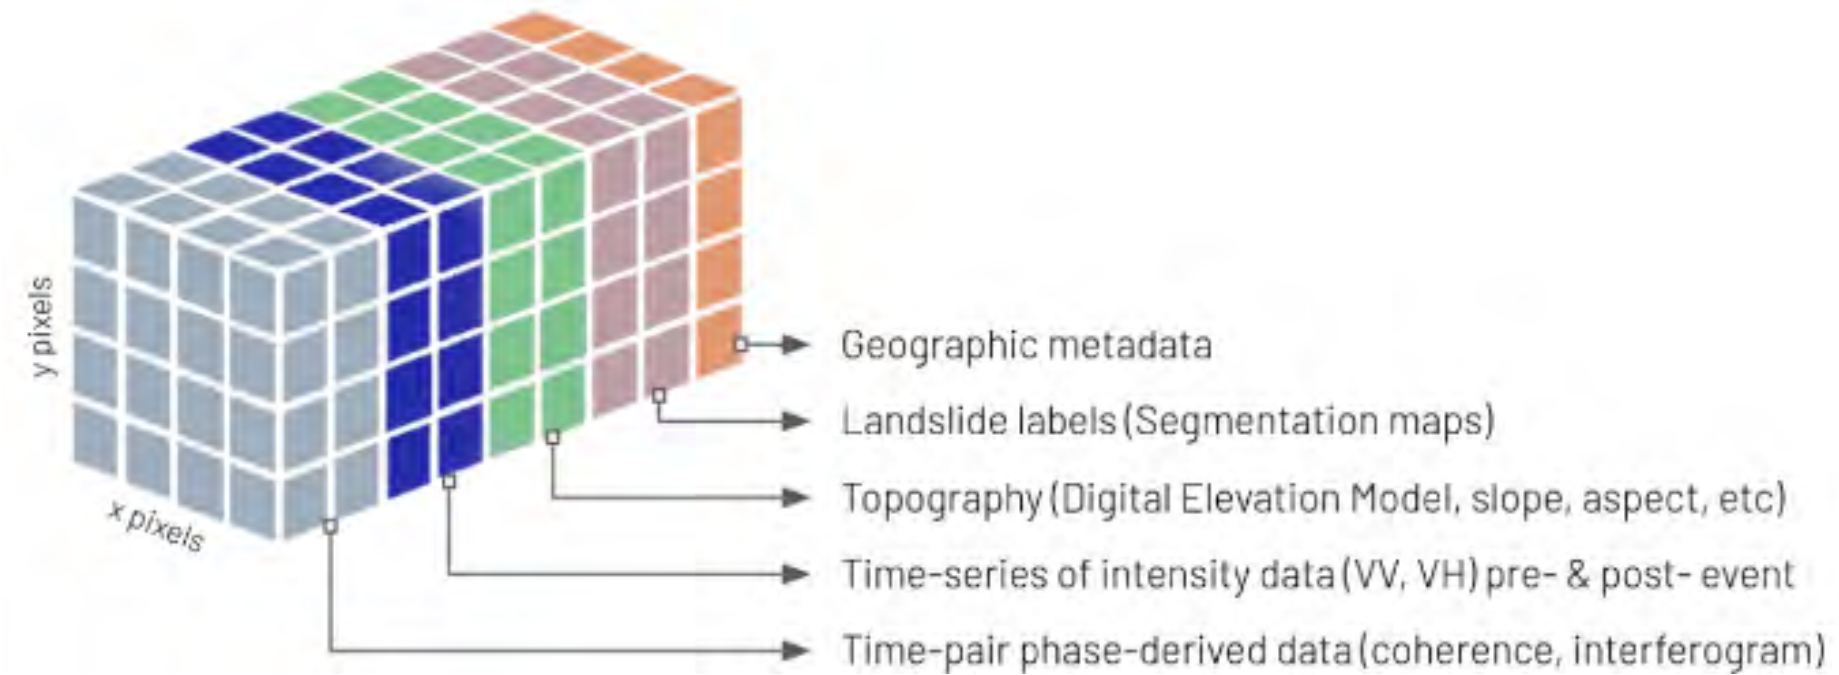 y pixels
x pixels
Geographic metadata
Landslide labels (Segmentation maps)
Topography (Digital Elevation Model, slope, aspect, etc)
Time-series of intensity data (VV, VH) pre- & post- event
Time-pair phase-derived data (coherence, interferogram)